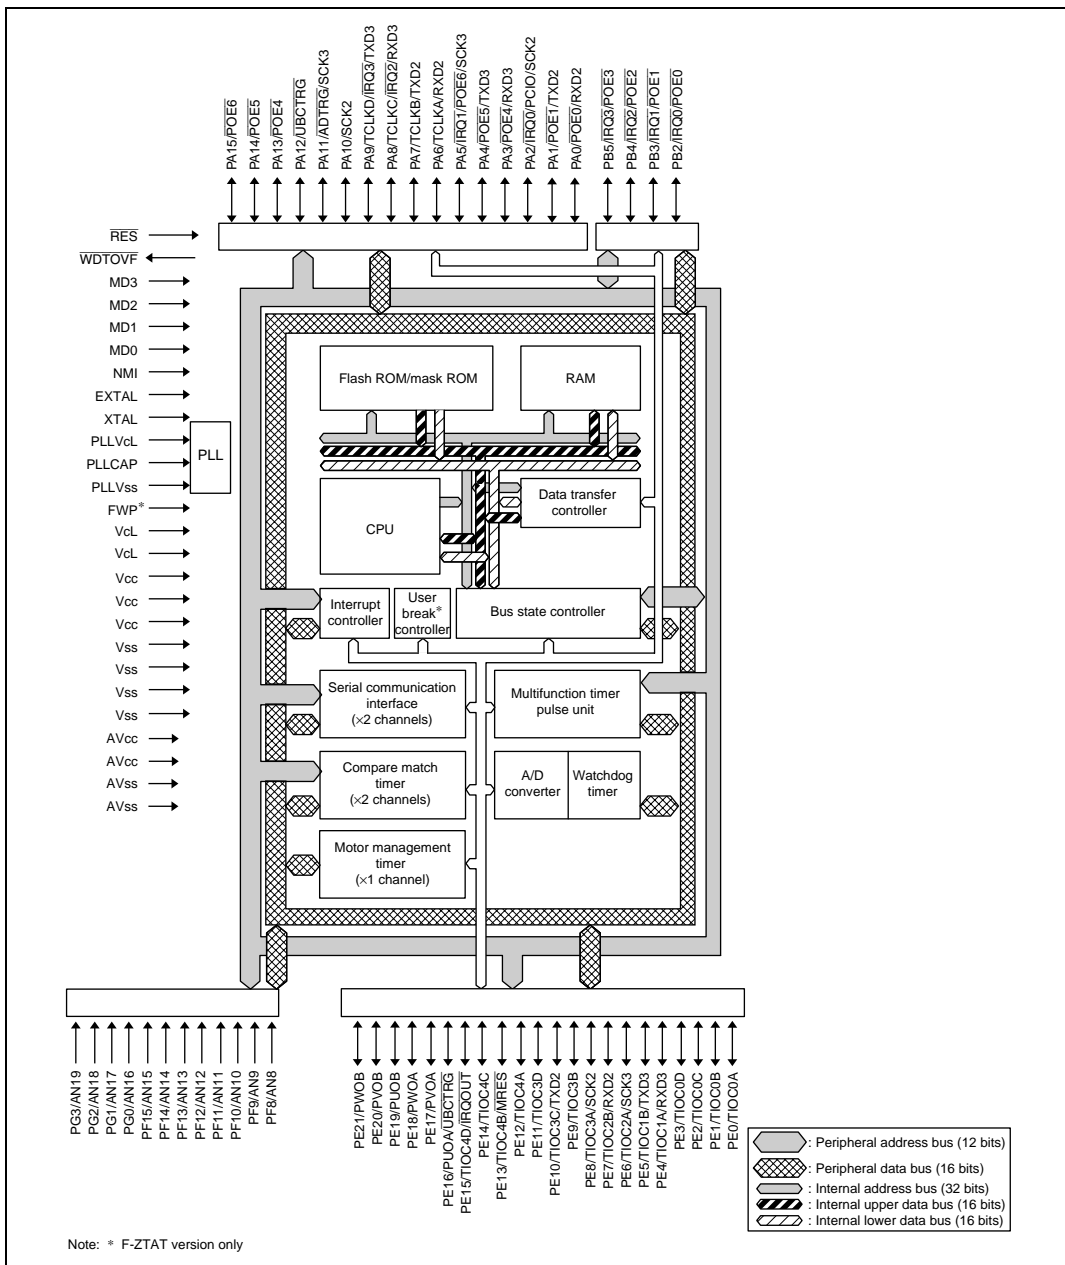 PA15/POE6
PA14/POE5
PA13/POE4
PA12/UBCTRG
PA11/ADTRG/SCK3
PA10/SCK2
PA9/TCLKD/IRQ3/TXD3
PA8/TCLKC/IRQ2/RXD3
PA7/TCLKB/TXD2
PA6/TCLKA/RXD2
PA5/IRQ1/POE6/SCK3
PA4/POE5/TXD3
PA3/POE4/RXD3
PA2/IRQ0/PCIO/SCK2
PA1/POE1/TXD2
PA0/POE0/RXD2
PB5/IRQ3/POE3
PB4/IRQ2/POE2
PB3/IRQ1/POE1
PB2/IRQ0/POE0
RES
WDTOVF
MD3
MD2
MD1
MD0
NMI
EXTAL
XTAL
PLLVCL
PLLCAP
PLLVss
FWP*
VCL
VCL
Vcc
Vcc
Vcc
Vss
Vss
Vss
Vss
AVcc
AVcc
AVss
AVss
PLL
Flash ROM/mask ROM
RAM
CPU
Data transfer
controller
Interrupt
controller
User
break*
controller
Bus state controller
Serial communication
interface
(×2 channels)
Multifunction timer
pulse unit
Compare match
timer
(×2 channels)
A/D
converter
Watchdog
timer
Motor management
timer
(×1 channel)
PG3/AN19
PG2/AN18
PG1/AN17
PG0/AN16
PF15/AN15
PF14/AN14
PF13/AN13
PF12/AN12
PF11/AN11
PF10/AN10
PF9/AN9
PF8/AN8
PE21/PWOB
PE20/PVOB
PE19/PUOB
PE18/PWOA
PE17/PVOA
PE16/PUOA/UBCTRG
PE15/TIOC4D/IRQOUT
PE14/TIOC4C
PE13/TIOC4B/MRES
PE12/TIOC4A
PE11/TIOC3D
PE10/TIOC3C/TXD2
PE9/TIOC3B
PE8/TIOC3A/SCK2
PE7/TIOC2B/RXD2
PE6/TIOC2A/SCK3
PE5/TIOC1B/TXD3
PE4/TIOC1A/RXD3
PE3/TIOC0D
PE2/TIOC0C
PE1/TIOC0B
PE0/TIOC0A
: Peripheral address bus (12 bits)
: Peripheral data bus (16 bits)
: Internal address bus (32 bits)
: Internal upper data bus (16 bits)
: Internal lower data bus (16 bits)
Note: * F-ZTAT version only